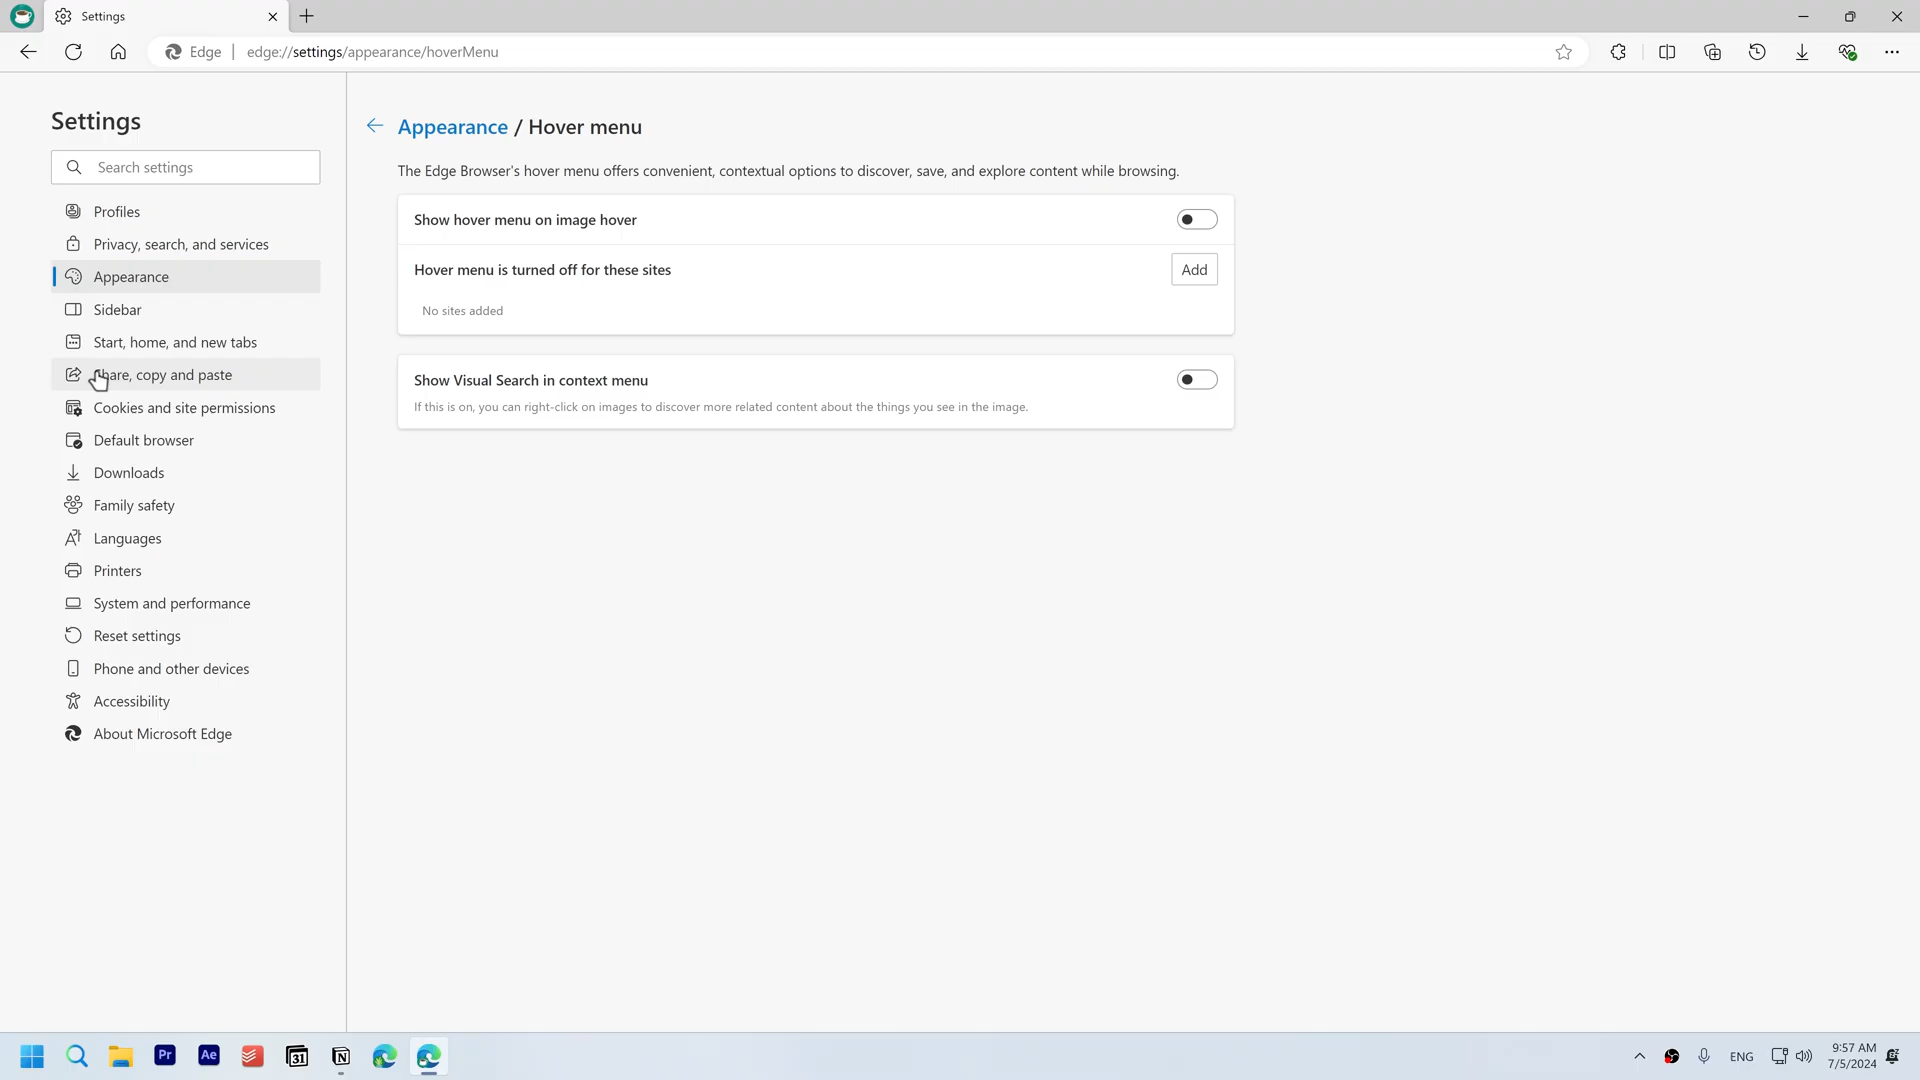 Settings
Edge
edge://settings/appearance/hoverMenu
Settings
Search settings
Profiles
Privacy, search, and services
Appearance
Sidebar
Start, home, and new tabs
Share, copy and paste
Cookies and site permissions
Default browser
Downloads
Family safety
Languages
Printers
System and performance
Reset settings
Phone and other devices
Accessibility
About Microsoft Edge
Appearance / Hover menu
The Edge Browser's hover menu offers convenient, contextual options to discover, save, and explore content while browsing.
Show hover menu on image hover
Hover menu is turned off for these sites
Add
No sites added
Show Visual Search in context menu
If this is on, you can right-click on images to discover more related content about the things you see in the image.
Pr
Ae
31
N
ENG
9:57 AM
7/5/2024